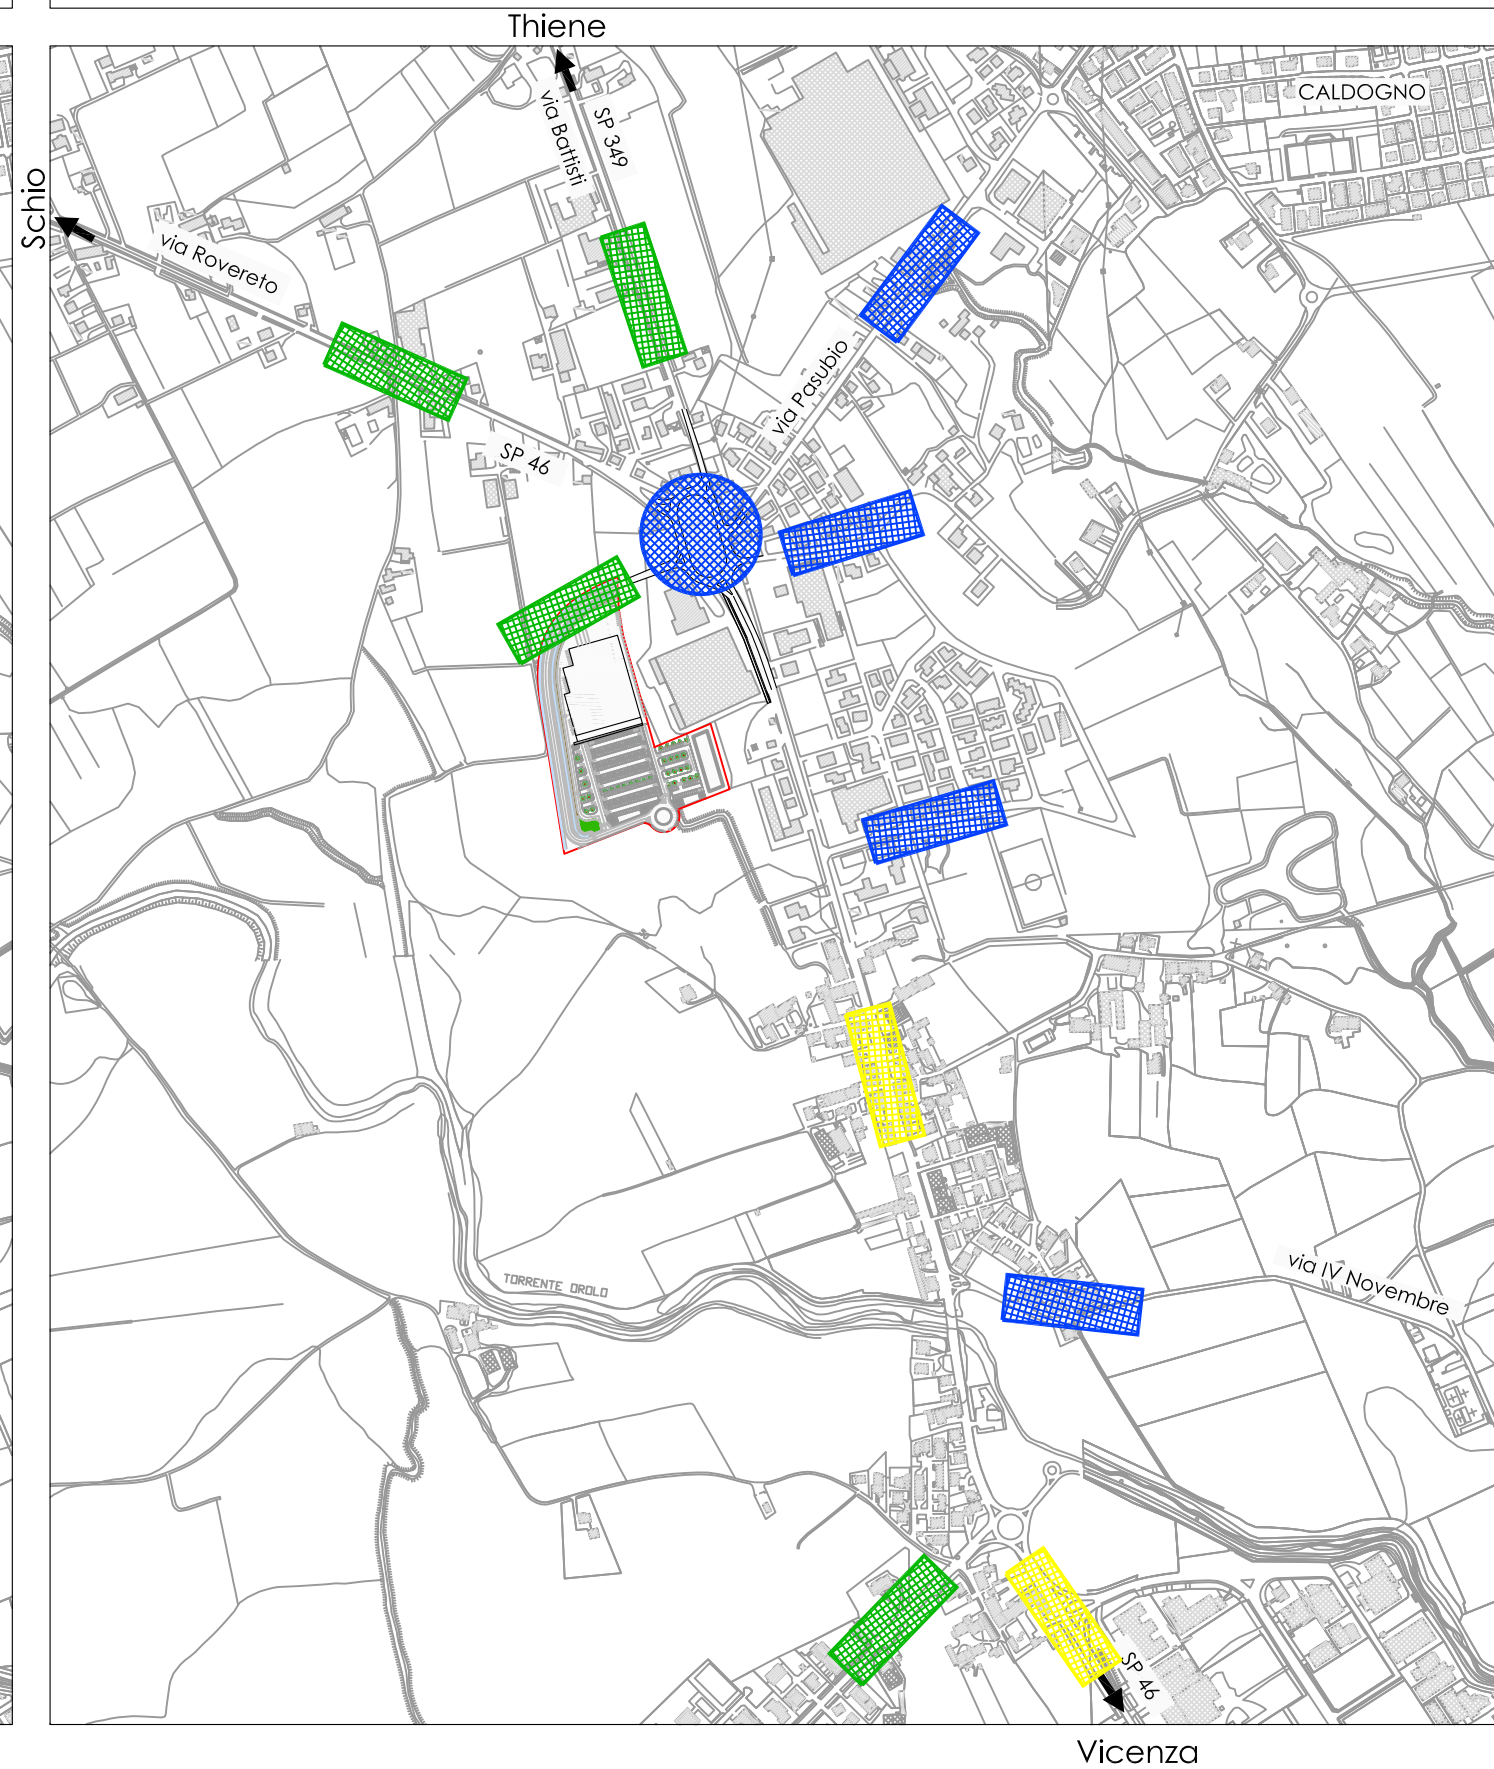 Thiene
CALDOGNO
SP 349
via Battisti
Schio
via Rovereto
via Pasubio
SP 46
TORRENTE OROLO
via IV Novembre
SP 46
Vicenza